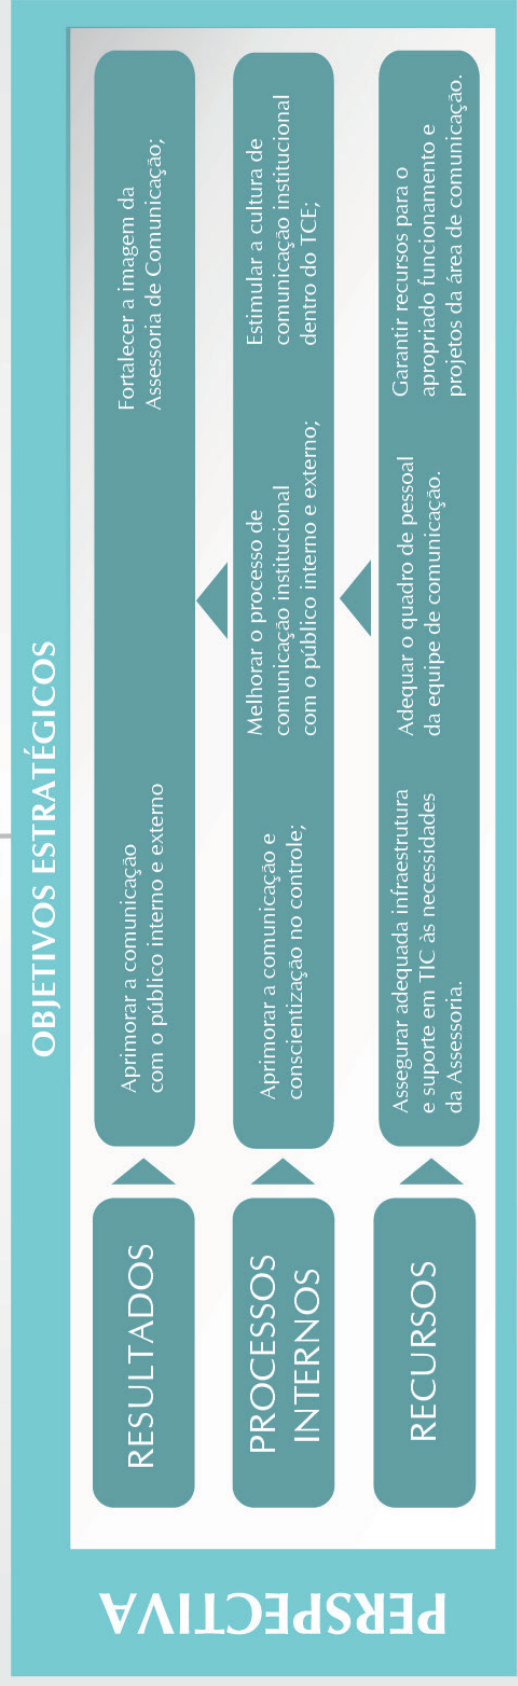 OBJETIVOS ESTRATÉGICOS
PERSPECTIVA
RESULTADOS
Aprimorar a comunicação
com o público interno e externo
Fortalecer a imagem da
Assessoria de Comunicação;
PROCESSOS
INTERNOS
Aprimorar a comunicação e
conscientização no controle;
Melhorar o processo de
comunicação institucional
com o público interno e externo;
Estimular a cultura de
comunicação institucional
dentro do TCE;
RECURSOS
Assegurar adequada infraestrutura
e suporte em TIC às necessidades
da Assessoria.
Adequar o quadro de pessoal
da equipe de comunicação.
Garantir recursos para o
apropriado funcionamento e
projetos da área de comunicação.